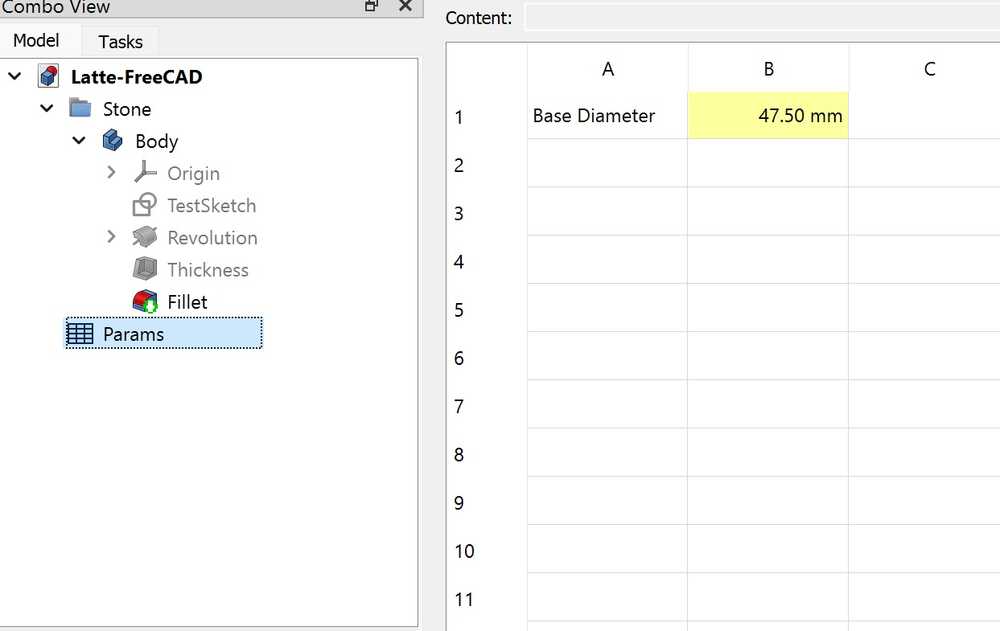 Combo View
Model Tasks
Latte-FreeCAD
Stone
Body
Origin
TestSketch
Revolution
Thickness
Fillet
Params
Content:
A B C
1 Base Diameter 47.50 mm
2
3
4
5
6
7
8
9
10
11